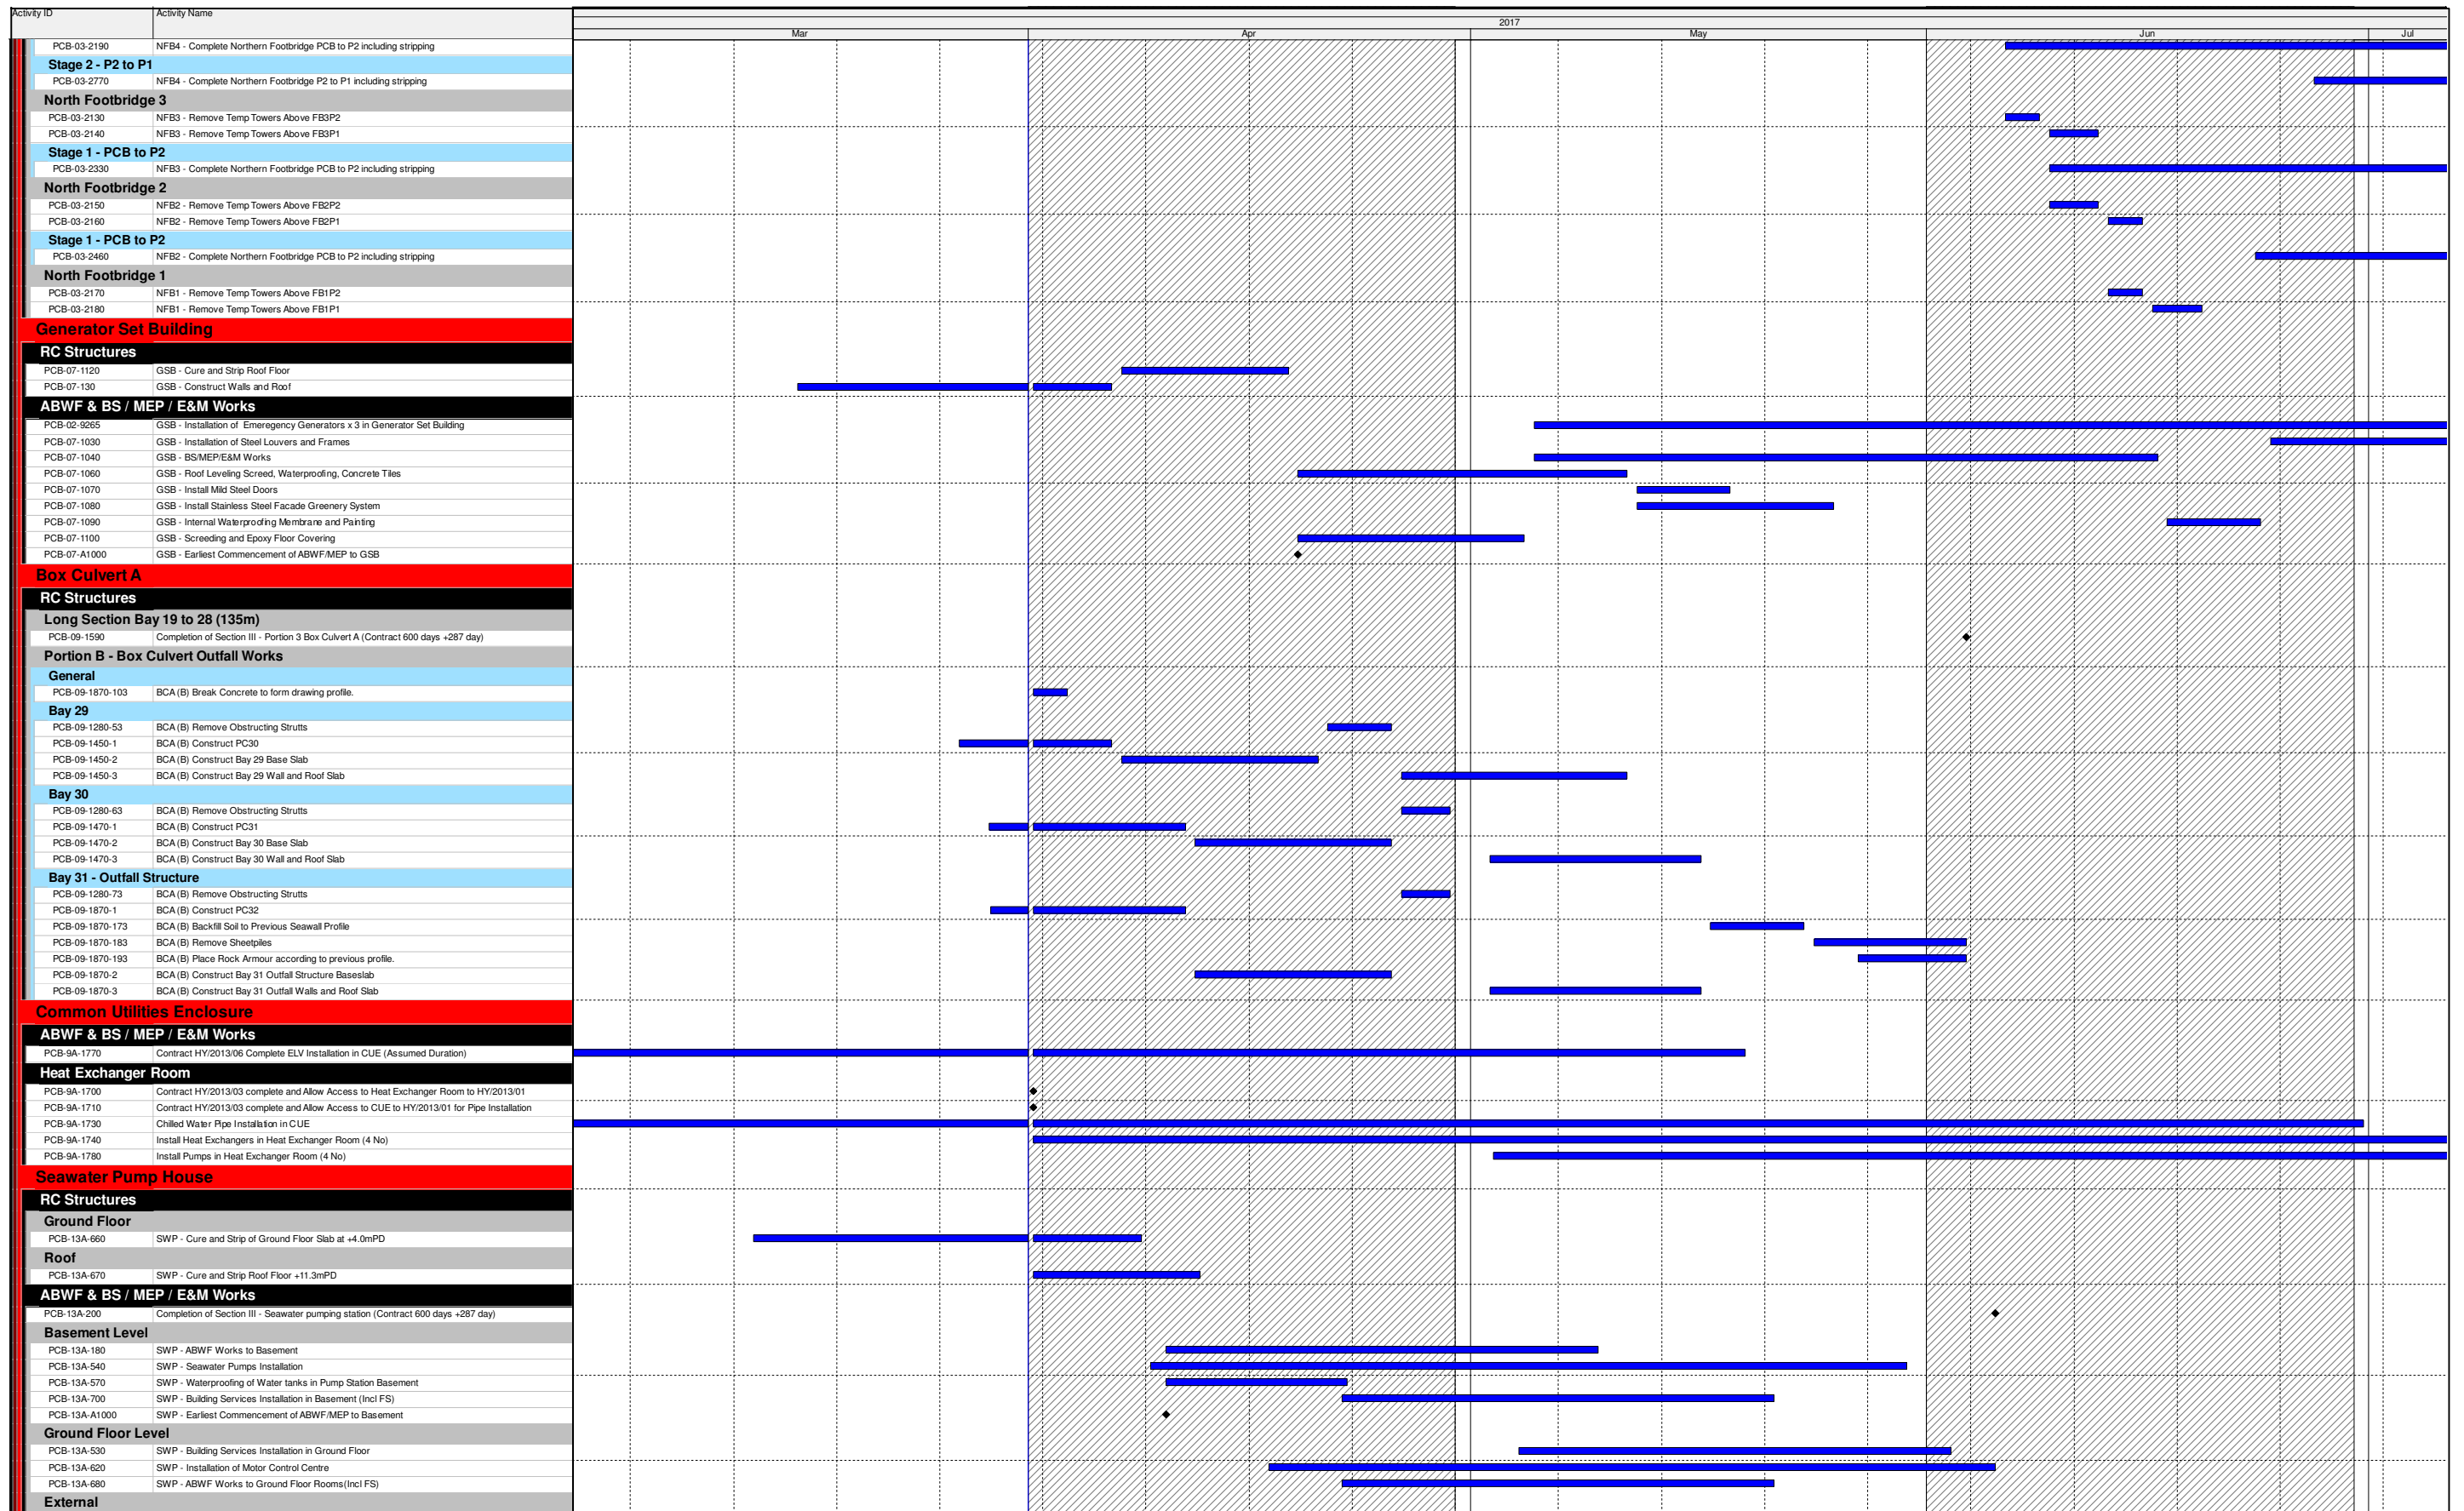 Activity ID Activity Name
2017
Mar Apr May Jun Jul
PCB-03-2190 NFB4 - Complete Northern Footbridge PCB to P2 including stripping
Stage 2 - P2 to P1
PCB-03-2770 NFB4 - Complete Northern Footbridge P2 to P1 including stripping
North Footbridge 3
PCB-03-2130 NFB3 - Remove Temp Towers Above FB3P2
PCB-03-2140 NFB3 - Remove Temp Towers Above FB3P1
Stage 1 - PCB to P2
PCB-03-2330 NFB3 - Complete Northern Footbridge PCB to P2 including stripping
North Footbridge 2
PCB-03-2150 NFB2 - Remove Temp Towers Above FB2P2
PCB-03-2160 NFB2 - Remove Temp Towers Above FB2P1
Stage 1 - PCB to P2
PCB-03-2460 NFB2 - Complete Northern Footbridge PCB to P2 including stripping
North Footbridge 1
PCB-03-2170 NFB1 - Remove Temp Towers Above FB1P2
PCB-03-2180 NFB1 - Remove Temp Towers Above FB1P1
Generator Set Building
RC Structures
PCB-07-1120 GSB - Cure and Strip Roof Floor
PCB-07-130 GSB - Construct Walls and Roof
ABWF & BS / MEP / E&M Works
PCB-02-9265 GSB - Installation of Emeregency Generators x 3 in Generator Set Building
PCB-07-1030 GSB - Installation of Steel Louvers and Frames
PCB-07-1040 GSB - BS/MEP/E&M Works
PCB-07-1060 GSB - Roof Leveling Screed, Waterproofing, Concrete Tiles
PCB-07-1070 GSB - Install Mild Steel Doors
PCB-07-1080 GSB - Install Stainless Steel Facade Greenery System
PCB-07-1090 GSB - Internal Waterproofing Membrane and Painting
PCB-07-1100 GSB - Screeding and Epoxy Floor Covering
PCB-07-A1000 GSB - Earliest Commencement of ABWF/MEP to GSB
Box Culvert A
RC Structures
Long Section Bay 19 to 28 (135m)
PCB-09-1590 Completion of Section III - Portion 3 Box Culvert A (Contract 600 days +287 day)
Portion B - Box Culvert Outfall Works
General
PCB-09-1870-103 BCA (B) Break Concrete to form drawing profile.
Bay 29
PCB-09-1280-53 BCA (B) Remove Obstructing Strutts
PCB-09-1450-1 BCA (B) Construct PC30
PCB-09-1450-2 BCA (B) Construct Bay 29 Base Slab
PCB-09-1450-3 BCA (B) Construct Bay 29 Wall and Roof Slab
Bay 30
PCB-09-1280-63 BCA (B) Remove Obstructing Strutts
PCB-09-1470-1 BCA (B) Construct PC31
PCB-09-1470-2 BCA (B) Construct Bay 30 Base Slab
PCB-09-1470-3 BCA (B) Construct Bay 30 Wall and Roof Slab
Bay 31 - Outfall Structure
PCB-09-1280-73 BCA (B) Remove Obstructing Strutts
PCB-09-1870-1 BCA (B) Construct PC32
PCB-09-1870-173 BCA (B) Backfill Soil to Previous Seawall Profile
PCB-09-1870-183 BCA (B) Remove Sheetpiles
PCB-09-1870-193 BCA (B) Place Rock Armour according to previous profile.
PCB-09-1870-2 BCA (B) Construct Bay 31 Outfall Structure Baseslab
PCB-09-1870-3 BCA (B) Construct Bay 31 Outfall Walls and Roof Slab
Common Utilities Enclosure
ABWF & BS / MEP / E&M Works
PCB-9A-1770 Contract HY/2013/06 Complete ELV Installation in CUE (Assumed Duration)
Heat Exchanger Room
PCB-9A-1700 Contract HY/2013/03 complete and Allow Access to Heat Exchanger Room to HY/2013/01
PCB-9A-1710 Contract HY/2013/03 complete and Allow Access to CUE to HY/2013/01 for Pipe Installation
PCB-9A-1730 Chilled Water Pipe Installation in CUE
PCB-9A-1740 Install Heat Exchangers in Heat Exchanger Room (4 No)
PCB-9A-1780 Install Pumps in Heat Exchanger Room (4 No)
Seawater Pump House
RC Structures
Ground Floor
PCB-13A-660 SWP - Cure and Strip of Ground Floor Slab at +4.0mPD
Roof
PCB-13A-670 SWP - Cure and Strip Roof Floor +11.3mPD
ABWF & BS / MEP / E&M Works
PCB-13A-200 Completion of Section III - Seawater pumping station (Contract 600 days +287 day)
Basement Level
PCB-13A-180 SWP - ABWF Works to Basement
PCB-13A-540 SWP - Seawater Pumps Installation
PCB-13A-570 SWP - Waterproofing of Water tanks in Pump Station Basement
PCB-13A-700 SWP - Building Services Installation in Basement (Incl FS)
PCB-13A-A1000 SWP - Earliest Commencement of ABWF/MEP to Basement
Ground Floor Level
PCB-13A-530 SWP - Building Services Installation in Ground Floor
PCB-13A-620 SWP - Installation of Motor Control Centre
PCB-13A-680 SWP - ABWF Works to Ground Floor Rooms(Incl FS)
External